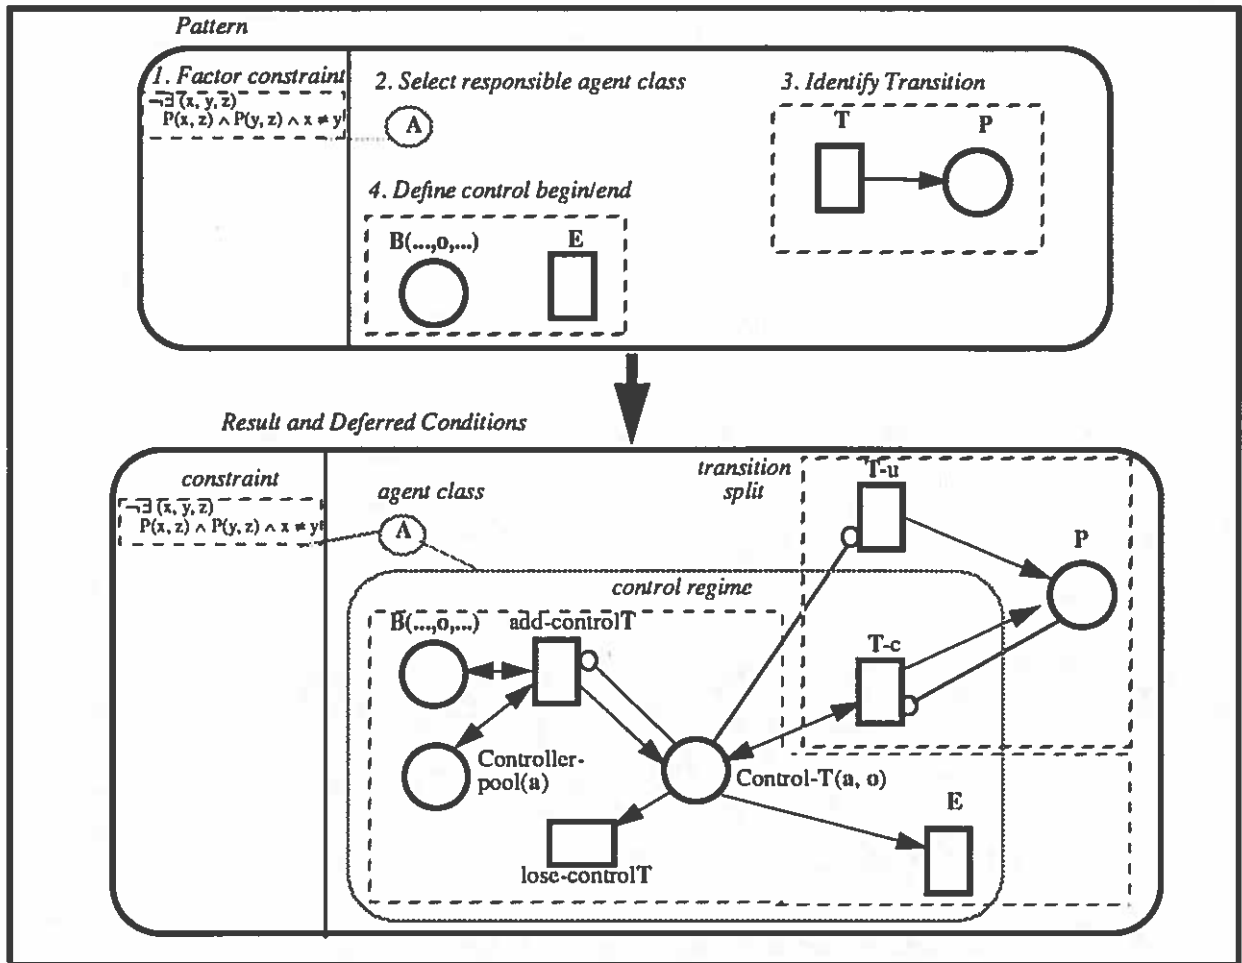 Pattern
1. Factor constraint
¬∃ (x, y, z)
P(x, z) ∧ P(y, z) ∧ x ≠ y
2. Select responsible agent class
A
3. Identify Transition
T
P
4. Define control begin/end
B(...,o,...)
E
Result and Deferred Conditions
constraint
¬∃ (x, y, z)
P(x, z) ∧ P(y, z) ∧ x ≠ y
agent class
A
transition
split
T-u
P
control regime
B(...,o,...)
add-controlT
T-c
Controller-
pool(a)
Control-T(a, o)
E
lose-controlT